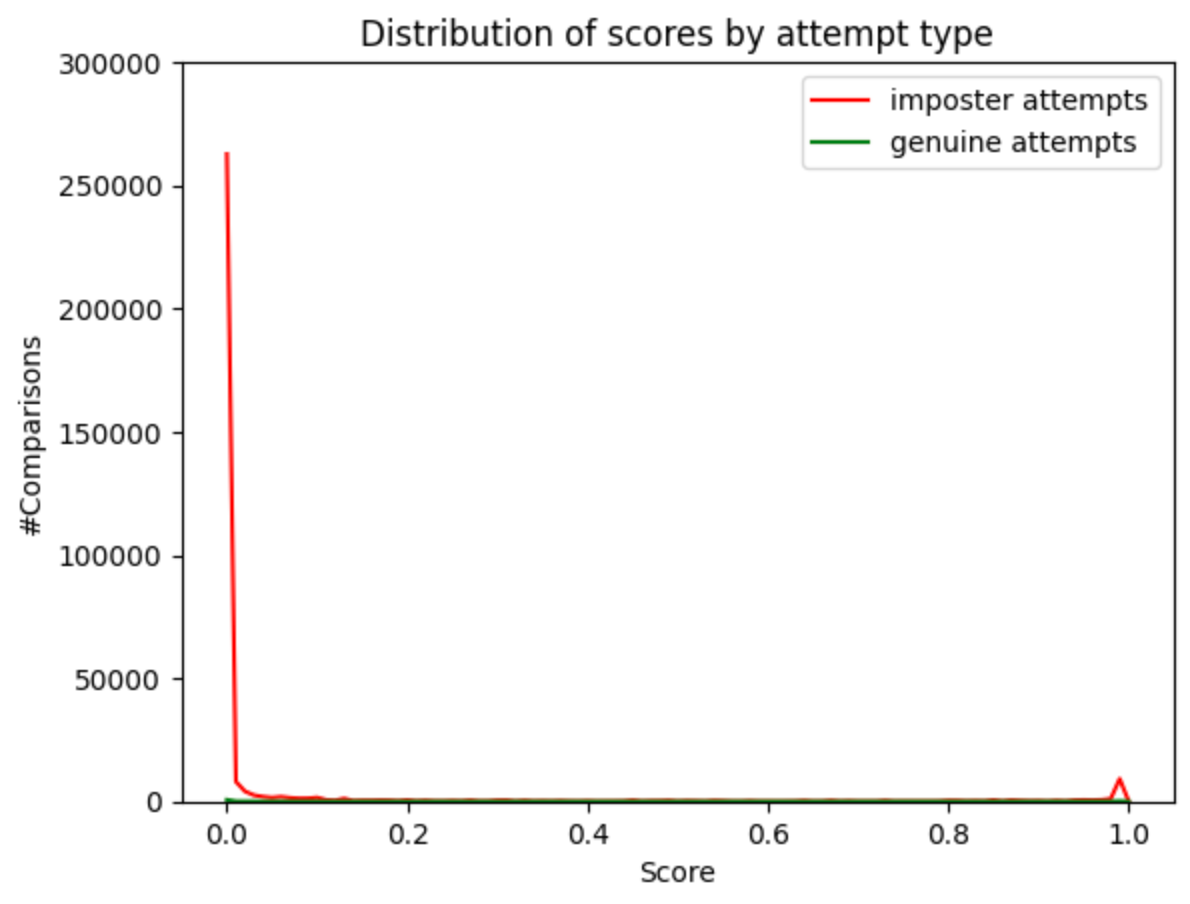 Distribution of scores by attempt type
300000
250000
200000
150000
100000
50000
0
#Comparisons
imposter attempts
genuine attempts
0.0 0.2 0.4 0.6 0.8 1.0
Score